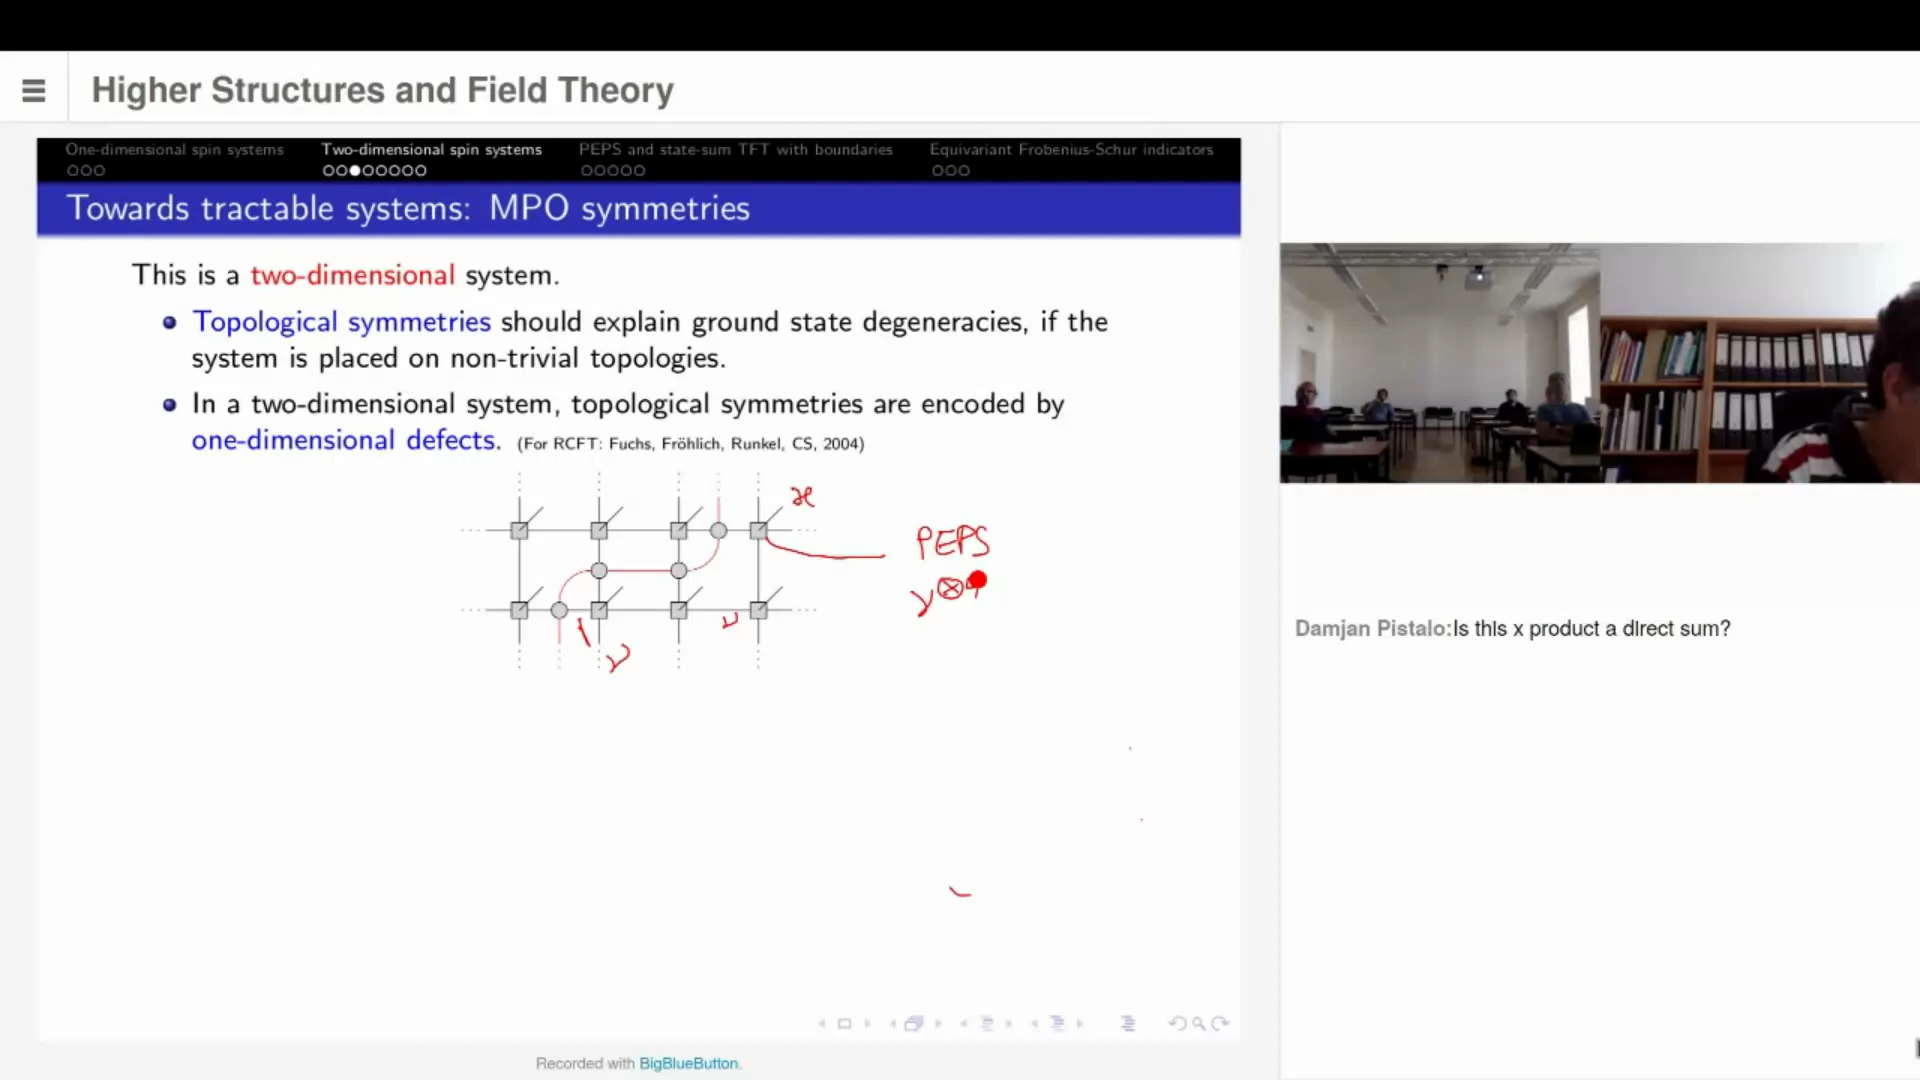 Higher Structures and Field Theory
One-dimensional spin systems Two-dimensional spin systems PEPS and state-sum TFT with boundaries Equivariant Frobenius-Schur indicators
Towards tractable systems: MPO symmetries
This is a two-dimensional system.
Topological symmetries should explain ground state degeneracies, if the
system is placed on non-trivial topologies.
In a two-dimensional system, topological symmetries are encoded by
one-dimensional defects. (For RCFT: Fuchs, Fröhlich, Runkel, CS, 2004)
PEPS
Damjan Pistalo:Is this x product a direct sum?
Recorded with BigBlueButton.